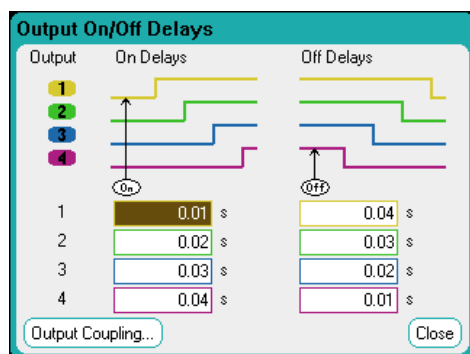 Output On/Off Delays
Output On Delays Off Delays
1
2
3
4
On Off
1 0.01 s 0.04 s
2 0.02 s 0.03 s
3 0.03 s 0.02 s
4 0.04 s 0.01 s
Output Coupling... Close